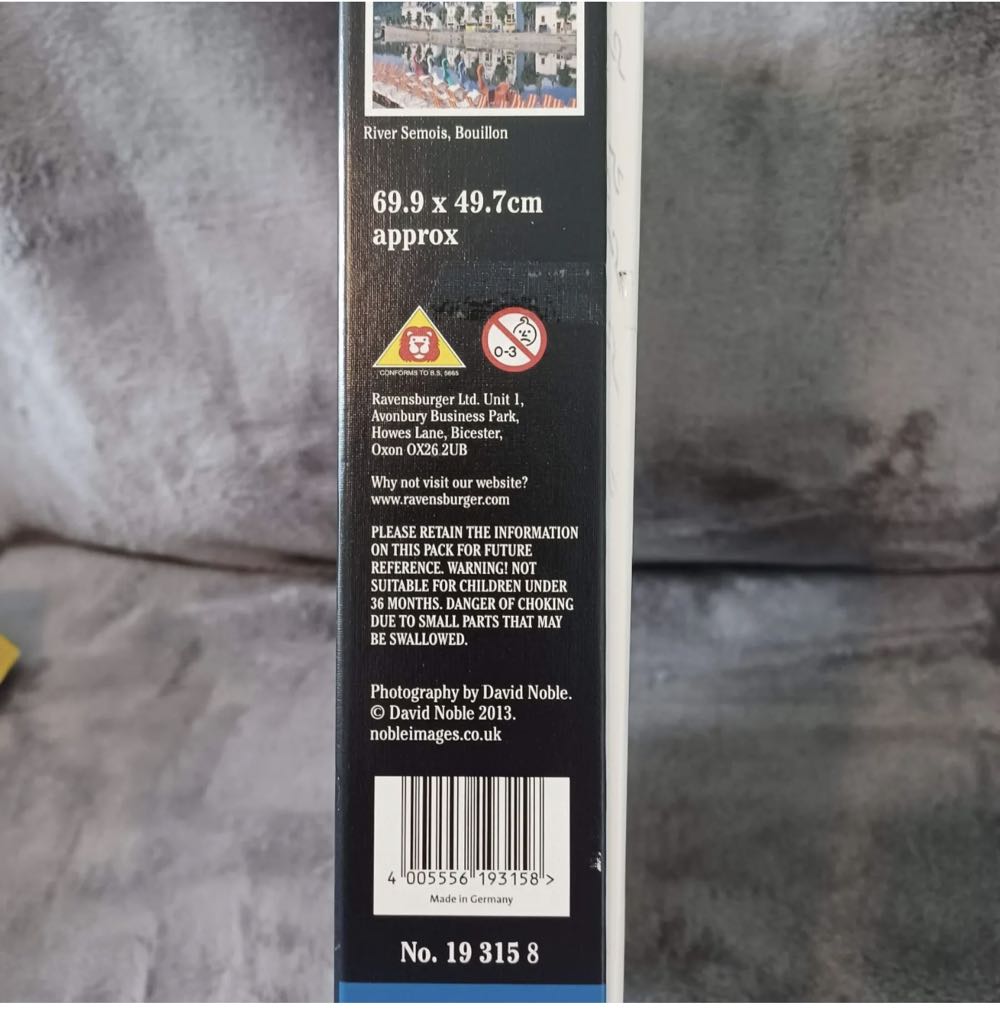 River Semois, Bouillon
69.9 x 49.7cm
approx
CONFORMS TO B.S. 5665
0-3
Ravensburger Ltd. Unit 1,
Avonbury Business Park,
Howes Lane, Bicester,
Oxon OX26 2UB
Why not visit our website?
www.ravensburger.com
PLEASE RETAIN THE INFORMATION
ON THIS PACK FOR FUTURE
REFERENCE. WARNING! NOT
SUITABLE FOR CHILDREN UNDER
36 MONTHS. DANGER OF CHOKING
DUE TO SMALL PARTS THAT MAY
BE SWALLOWED.
Photography by David Noble.
© David Noble 2013.
nobleimages.co.uk
4 005556 193158 >
Made in Germany
No. 19 315 8